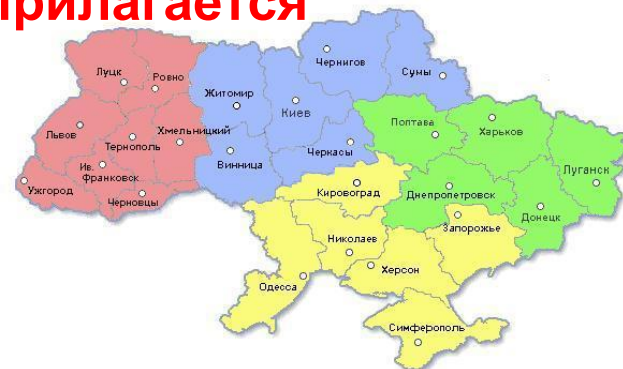 прилагается
Чернигов
Луцк
Ровно
Сумы
Житомир
Киев
Полтава
Харьков
Львов
Хмельницкий
Тернополь
Черкасы
Винница
Луганск
Ив.
Франковск
Ужгород
Кировоград
Днепропетровск
Черновцы
Донецк
Запорожье
Николаев
Херсон
Одесса
Симферополь